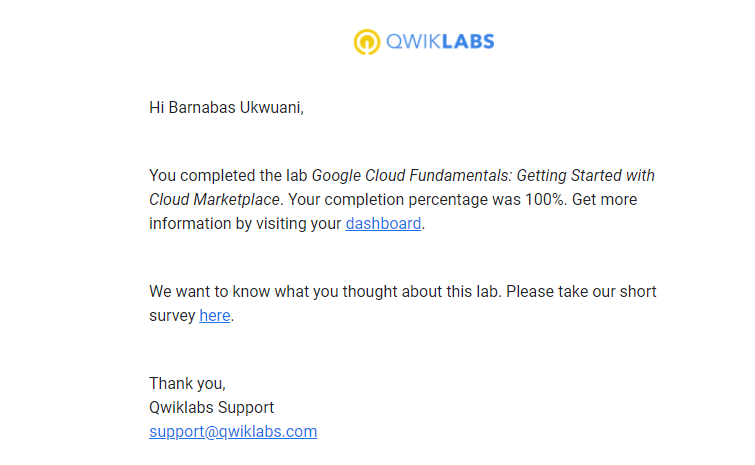 QWIKLABS
Hi Barnabas Ukwuani,
You completed the lab Google Cloud Fundamentals: Getting Started with
Cloud Marketplace. Your completion percentage was 100%. Get more
information by visiting your dashboard.
We want to know what you thought about this lab. Please take our short
survey here.
Thank you,
Qwiklabs Support
support@qwiklabs.com